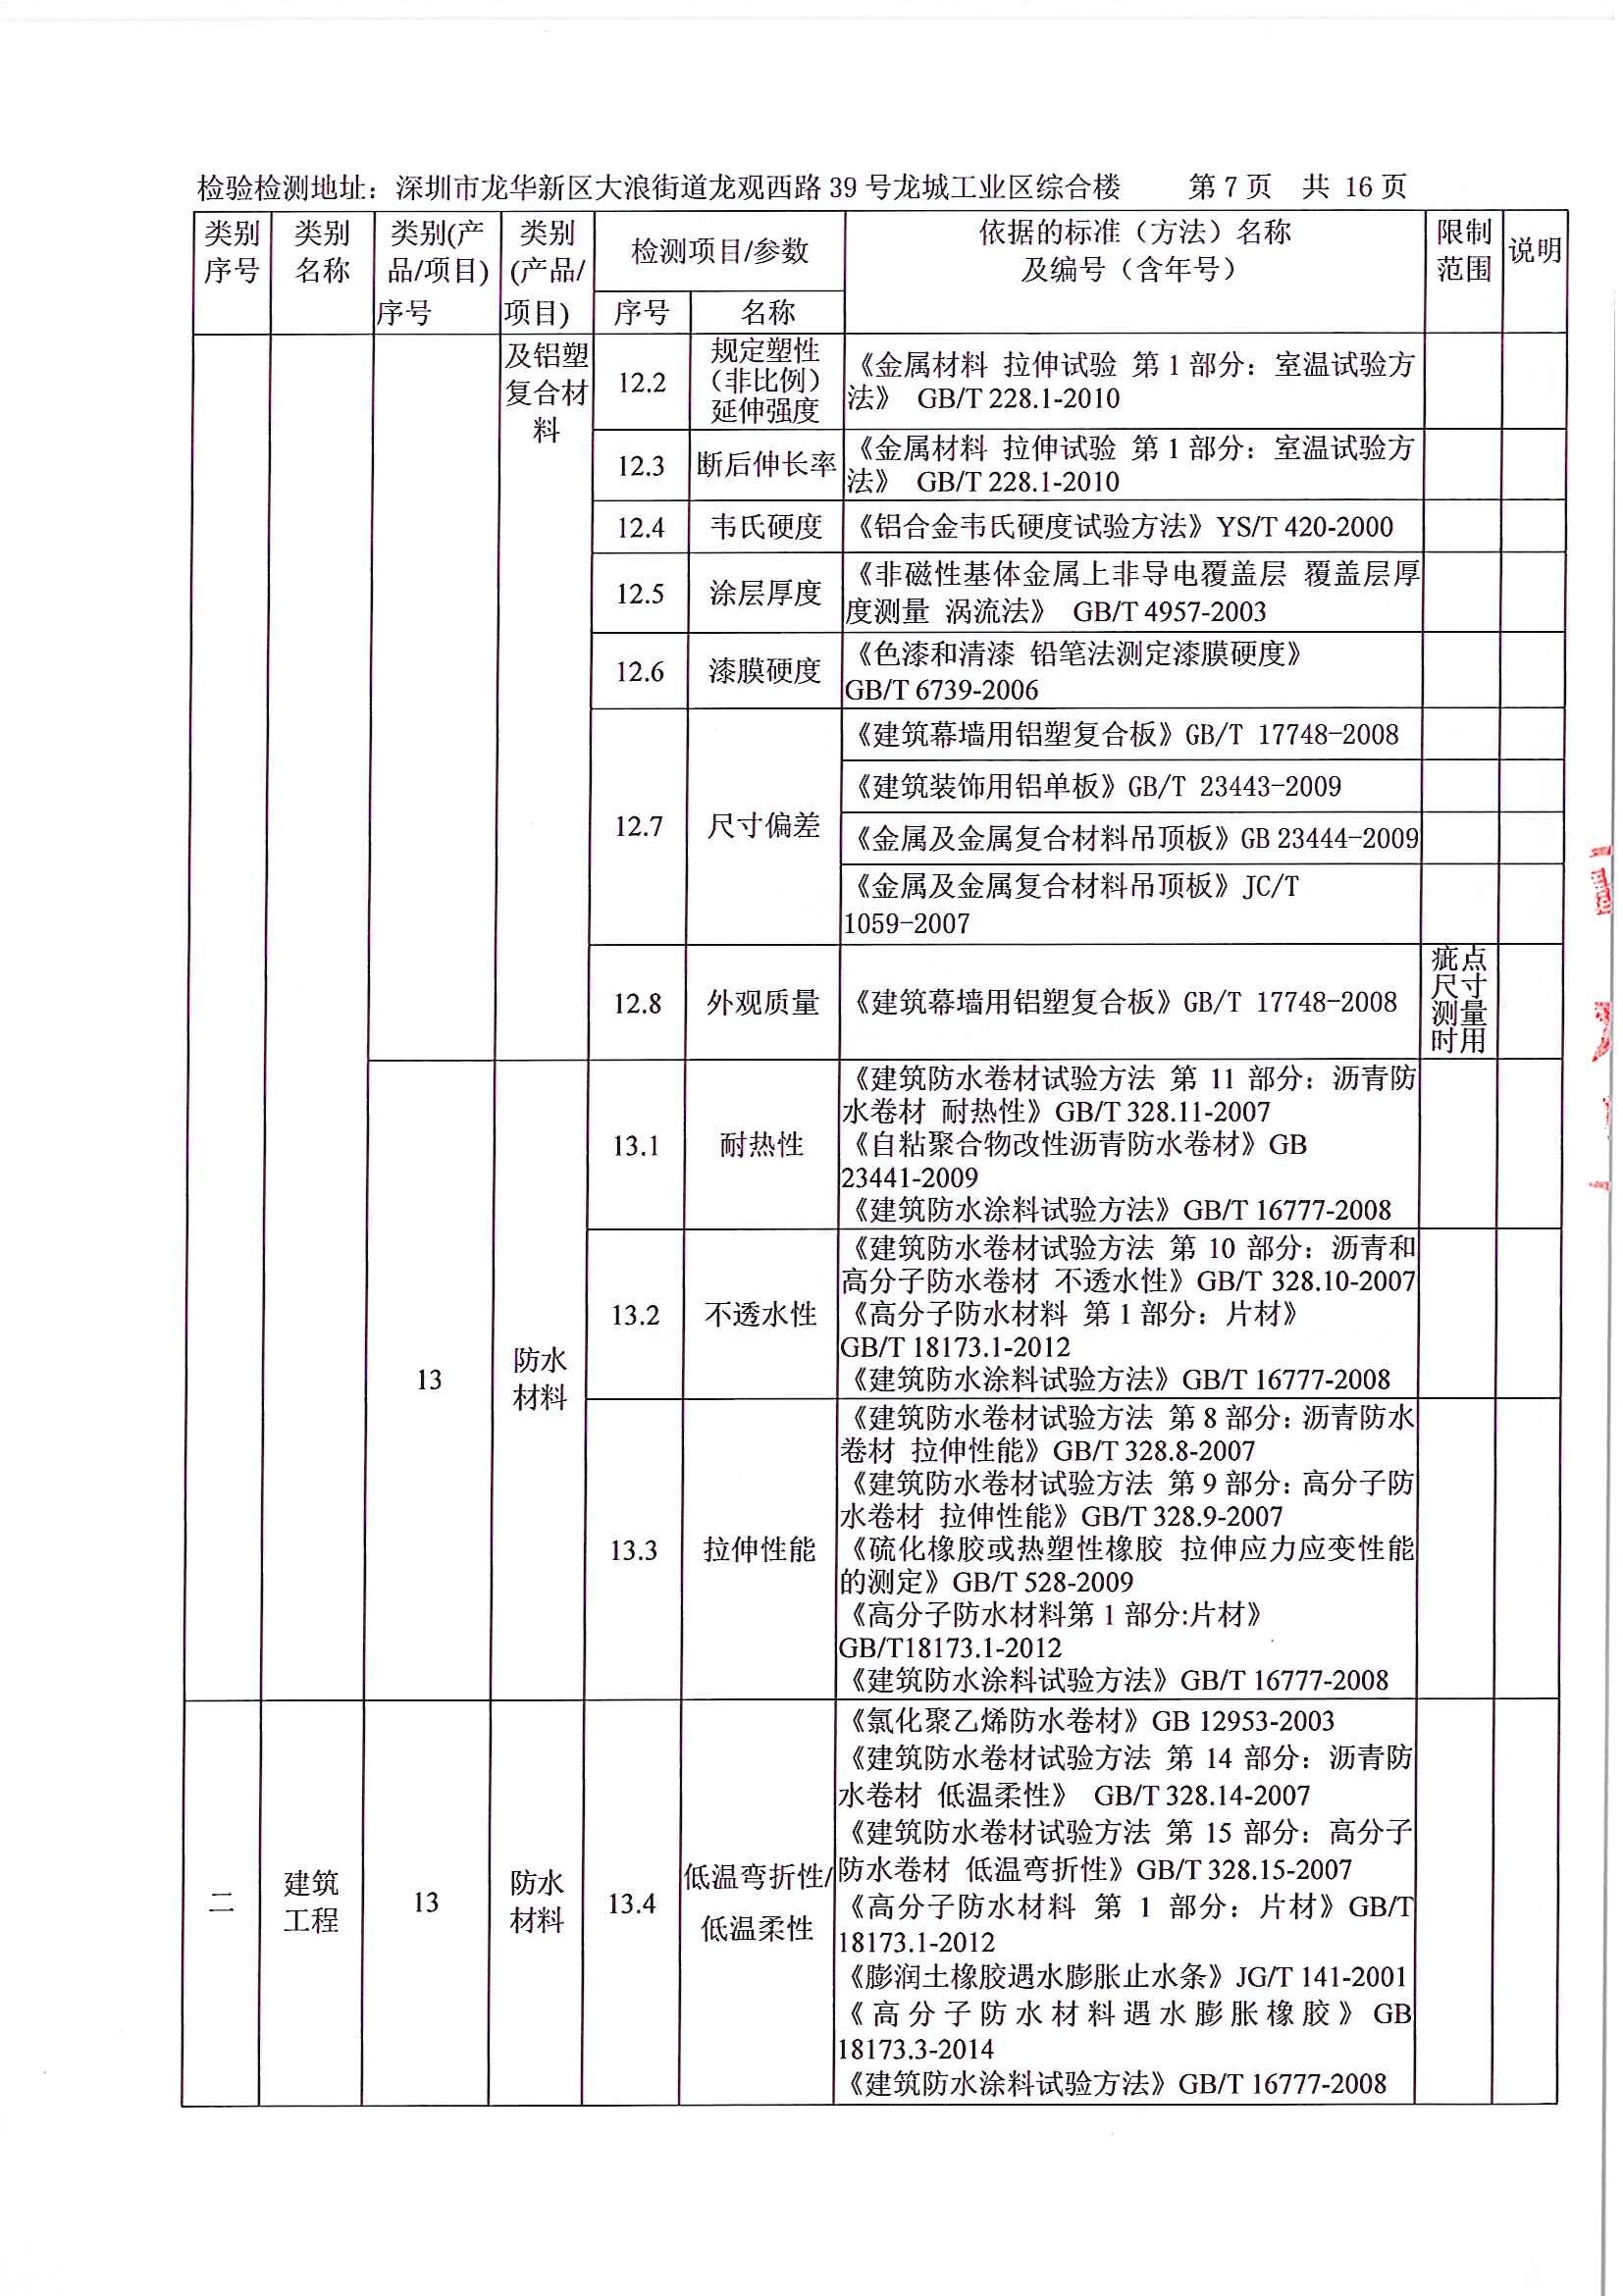 检验检测地址：深圳市龙华新区大浪街道龙观西路 39 号龙城工业区综合楼 第 7 页 共 16 页
类别
序号
类别
名称
类别(产
品/项目)
序号
类别
(产品/
项目)
检测项目/参数
序号
名称
依据的标准（方法）名称
及编号（含年号）
限制
范围
说明
及铝塑
复合材
料
12.2
规定塑性
（非比例）
延伸强度
《金属材料 拉伸试验 第 1 部分：室温试验方
法》 GB/T 228.1-2010
12.3
断后伸长率
《金属材料 拉伸试验 第 1 部分：室温试验方
法》 GB/T 228.1-2010
12.4
韦氏硬度
《铝合金韦氏硬度试验方法》YS/T 420-2000
12.5
涂层厚度
《非磁性基体金属上非导电覆盖层 覆盖层厚
度测量 涡流法》 GB/T 4957-2003
12.6
漆膜硬度
《色漆和清漆 铅笔法测定漆膜硬度》
GB/T 6739-2006
12.7
尺寸偏差
《建筑幕墙用铝塑复合板》GB/T 17748-2008
《建筑装饰用铝单板》GB/T 23443-2009
《金属及金属复合材料吊顶板》GB 23444-2009
《金属及金属复合材料吊顶板》JC/T
1059-2007
12.8
外观质量
《建筑幕墙用铝塑复合板》GB/T 17748-2008
疵点
尺寸
测量
时用
13
防水
材料
13.1
耐热性
《建筑防水卷材试验方法 第 11 部分：沥青防
水卷材 耐热性》GB/T 328.11-2007
《自粘聚合物改性沥青防水卷材》GB
23441-2009
《建筑防水涂料试验方法》GB/T 16777-2008
13.2
不透水性
《建筑防水卷材试验方法 第 10 部分：沥青和
高分子防水卷材 不透水性》GB/T 328.10-2007
《高分子防水材料 第 1 部分：片材》
GB/T 18173.1-2012
《建筑防水涂料试验方法》GB/T 16777-2008
13.3
拉伸性能
《建筑防水卷材试验方法 第 8 部分：沥青防水
卷材 拉伸性能》GB/T 328.8-2007
《建筑防水卷材试验方法 第 9 部分：高分子防
水卷材 拉伸性能》GB/T 328.9-2007
《硫化橡胶或热塑性橡胶 拉伸应力应变性能
的测定》GB/T 528-2009
《高分子防水材料第 1 部分:片材》
GB/T18173.1-2012
《建筑防水涂料试验方法》GB/T 16777-2008
二
建筑
工程
13
防水
材料
13.4
低温弯折性/
低温柔性
《氯化聚乙烯防水卷材》GB 12953-2003
《建筑防水卷材试验方法 第 14 部分：沥青防
水卷材 低温柔性》 GB/T 328.14-2007
《建筑防水卷材试验方法 第 15 部分：高分子
防水卷材 低温弯折性》GB/T 328.15-2007
《高分子防水材料 第 1 部分：片材》GB/T
18173.1-2012
《膨润土橡胶遇水膨胀止水条》JG/T 141-2001
《高分子防水材料遇水膨胀橡胶》GB
18173.3-2014
《建筑防水涂料试验方法》GB/T 16777-2008